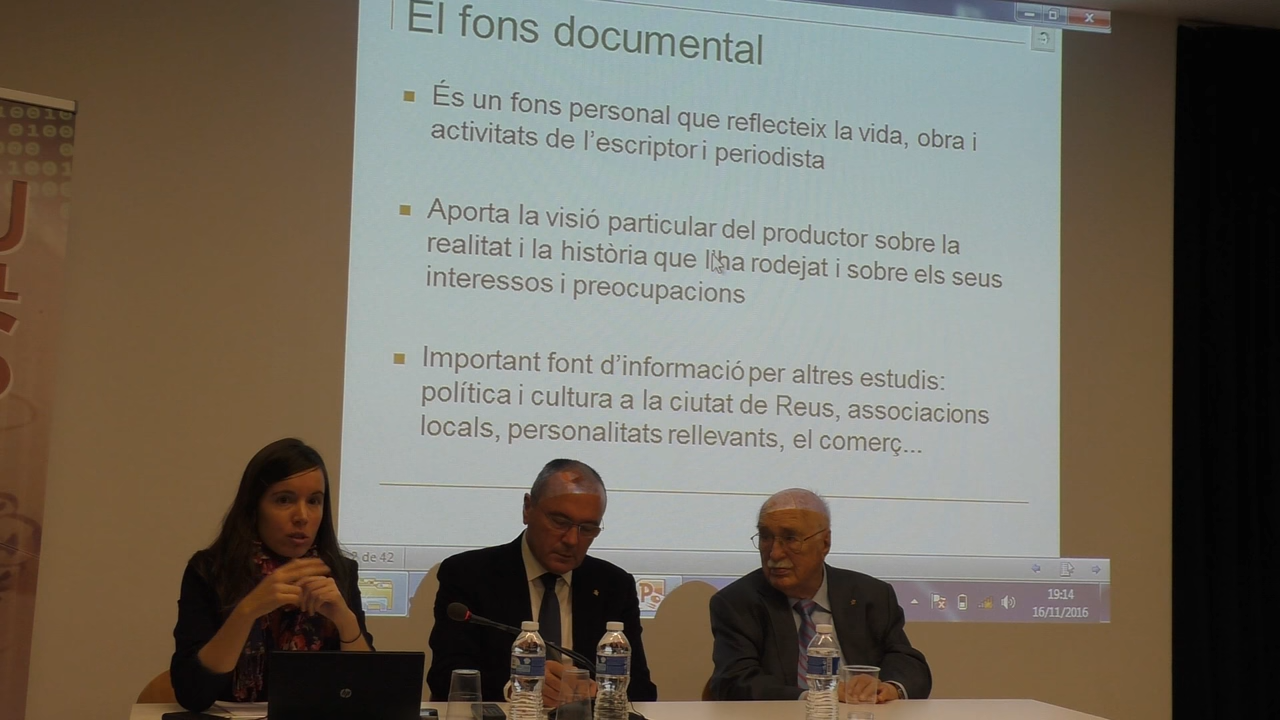 El fons documental
És un fons personal que reflecteix la vida, obra i
activitats de l'escriptor i periodista
Aporta la visió particular del productor sobre la
realitat i la història que l'ha rodejat i sobre els seus
interessos i preocupacions
Important font d'informació per altres estudis:
política i cultura a la ciutat de Reus, associacions
locals, personalitats rellevants, el comerç...
de 42
19:14
16/11/2016
hp